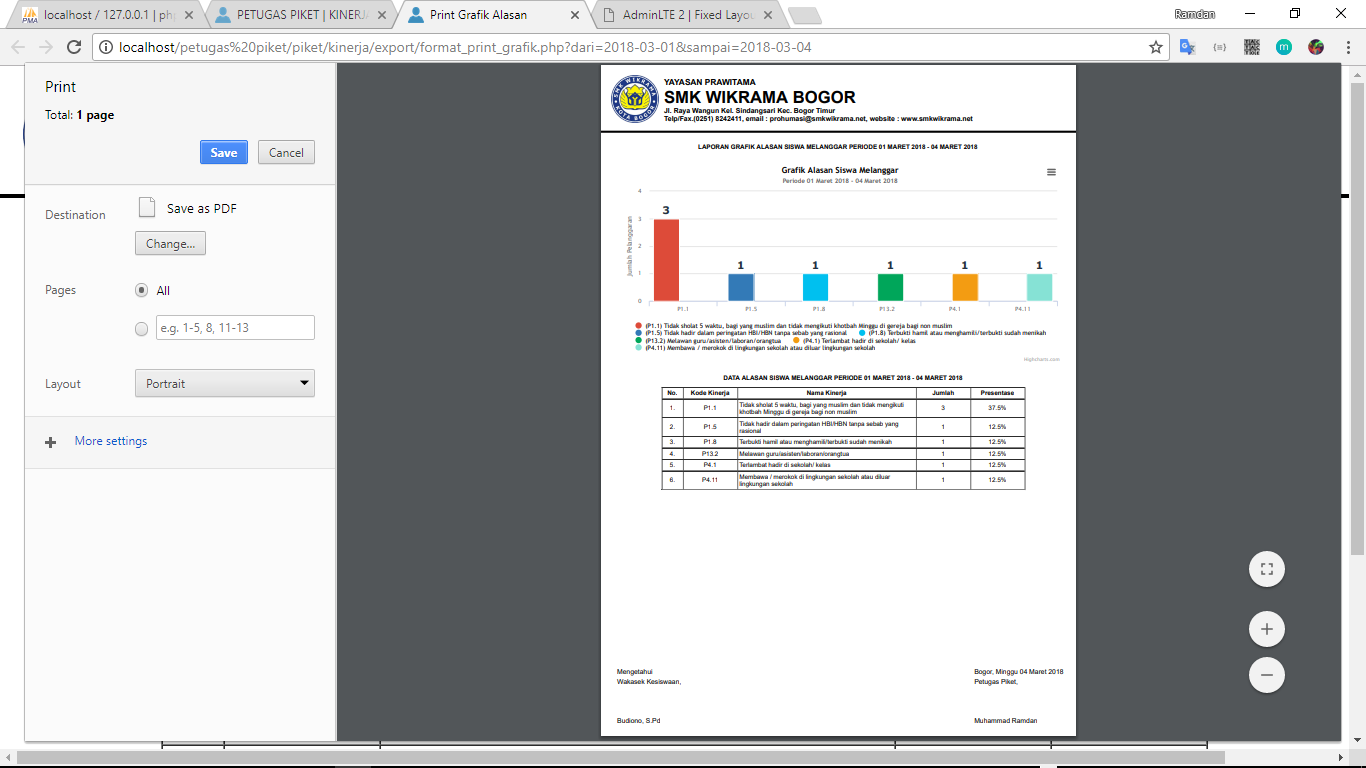 localhost / 127.0.0.1 | ph
PETUGAS PIKET | KINERJA
Print Grafik Alasan
AdminLTE 2 | Fixed Layou
Ramdan
localhost/petugas%20piket/piket/kinerja/export/format_print_grafik.php?dari=2018-03-01&sampai=2018-03-04
Print
Total: 1 page
Save
Cancel
Destination
Save as PDF
Change...
Pages
All
e.g. 1-5, 8, 11-13
Layout
Portrait
More settings
YAYASAN PRAWITAMA
SMK WIKRAMA BOGOR
Jl. Raya Wangun Kel. Sindangsari Kec. Bogor Timur
Telp/Fax.(0251) 8242411, email : prohumasi@smkwikrama.net, website : www.smkwikrama.net
LAPORAN GRAFIK ALASAN SISWA MELANGGAR PERIODE 01 MARET 2018 - 04 MARET 2018
Grafik Alasan Siswa Melanggar
Periode 01 Maret 2018 - 04 Maret 2018
Jumlah Pelanggaran
4
3
2
1
0
3 1 1 1 1 1
P1.1 P1.5 P1.8 P13.2 P4.1 P4.11
(P1.1) Tidak sholat 5 waktu, bagi yang muslim dan tidak mengikuti khotbah Minggu di gereja bagi non muslim
(P1.5) Tidak hadir dalam peringatan HBI/HBN tanpa sebab yang rasional (P1.8) Terbukti hamil atau menghamili/terbukti sudah menikah
(P13.2) Melawan guru/asisten/laboran/orangtua (P4.1) Terlambat hadir di sekolah/ kelas
(P4.11) Membawa / merokok di lingkungan sekolah atau diluar lingkungan sekolah
Highcharts.com
DATA ALASAN SISWA MELANGGAR PERIODE 01 MARET 2018 - 04 MARET 2018
No. Kode Kinerja Nama Kinerja Jumlah Presentase
1. P1.1 Tidak sholat 5 waktu, bagi yang muslim dan tidak mengikuti khotbah Minggu di gereja bagi non muslim 3 37.5%
2. P1.5 Tidak hadir dalam peringatan HBI/HBN tanpa sebab yang rasional 1 12.5%
3. P1.8 Terbukti hamil atau menghamili/terbukti sudah menikah 1 12.5%
4. P13.2 Melawan guru/asisten/laboran/orangtua 1 12.5%
5. P4.1 Terlambat hadir di sekolah/ kelas 1 12.5%
6. P4.11 Membawa / merokok di lingkungan sekolah atau diluar lingkungan sekolah 1 12.5%
Mengetahui
Wakasek Kesiswaan,
Budiono, S.Pd
Bogor, Minggu 04 Maret 2018
Petugas Piket,
Muhammad Ramdan